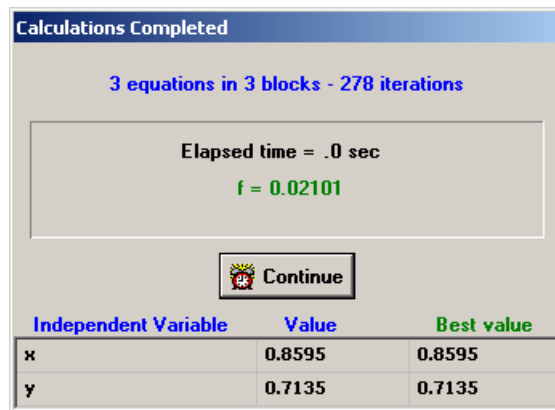 Calculations Completed
3 equations in 3 blocks - 278 iterations
Elapsed time = .0 sec
f = 0.02101
Continue
Independent Variable Value Best value
x 0.8595 0.8595
y 0.7135 0.7135